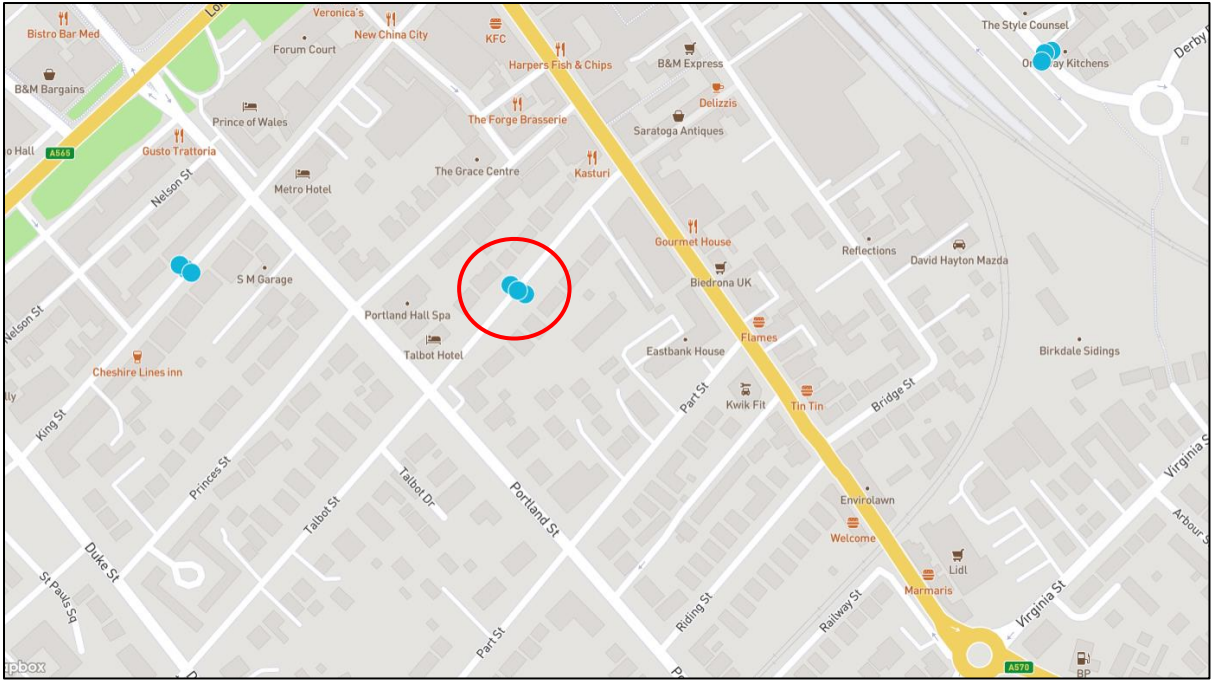 Veronica's
Lo
The Style Counsel
Bistro Bar Med
New China City
KFC
Forum Court
Derby
Harpers Fish & Chips
B&M Express
Kitchens
B&M Bargains
Delizzis
Prince of Wales
The Forge Brasserie
Saratoga Antiques
o Hall
A565
Gusto Trattoria
The Grace Centre
Kasturi
Nelson St
Metro Hotel
Gourmet House
Reflections
David Hayton Mazda
S M Garage
Biedrona UK
Nelson St
Portland Hall Spa
Flames
Talbot Hotel
Eastbank House
Birkdale Sidings
Cheshire Lines inn
lly
Kwik Fit
Tin Tin
Part St
Bridge St
King St
Princes St
Talbot Dr
Virginia S
Portland St
Talbot St
Envirolawn
Arbour S
Welcome
Duke St
Lidl
St Pauls Sq
Marmaris
Riding St
Railway St
Virginia St
Part St
pbox
D
Po
A570
BP